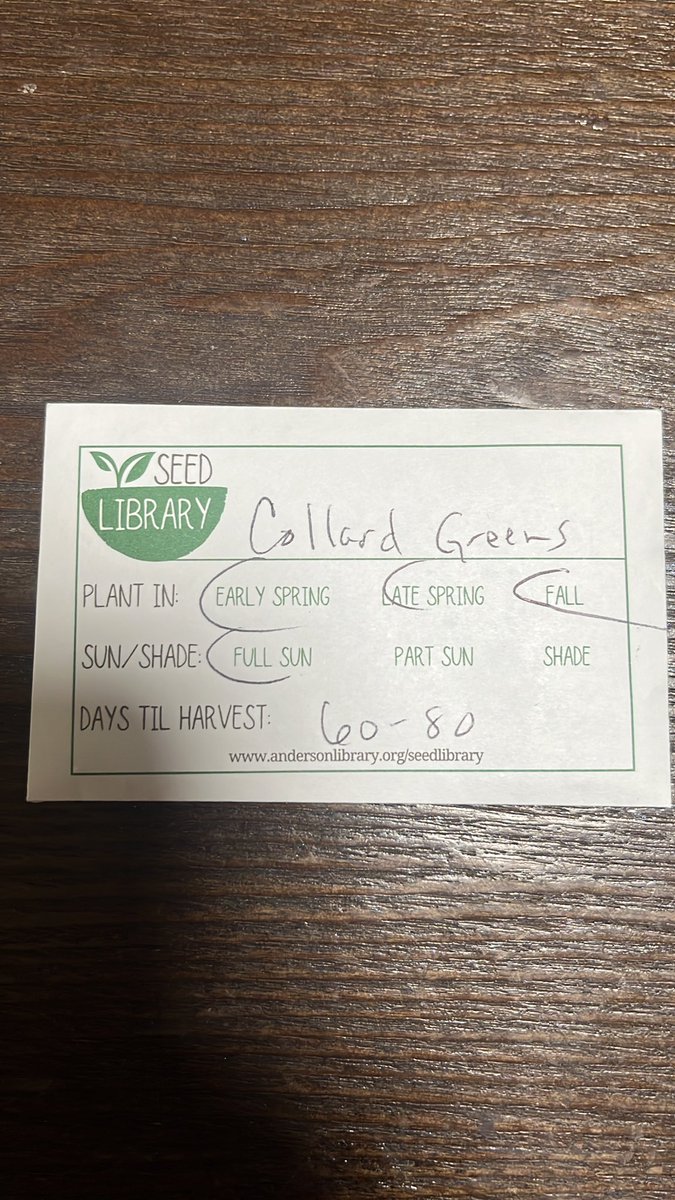 SEED
LIBRARY
Collard Greens
PLANT IN: EARLY SPRING LATE SPRING FALL
SUN/SHADE: FULL SUN PART SUN SHADE
DAYS TIL HARVEST: 60-80
www.andersonlibrary.org/seedlibrary